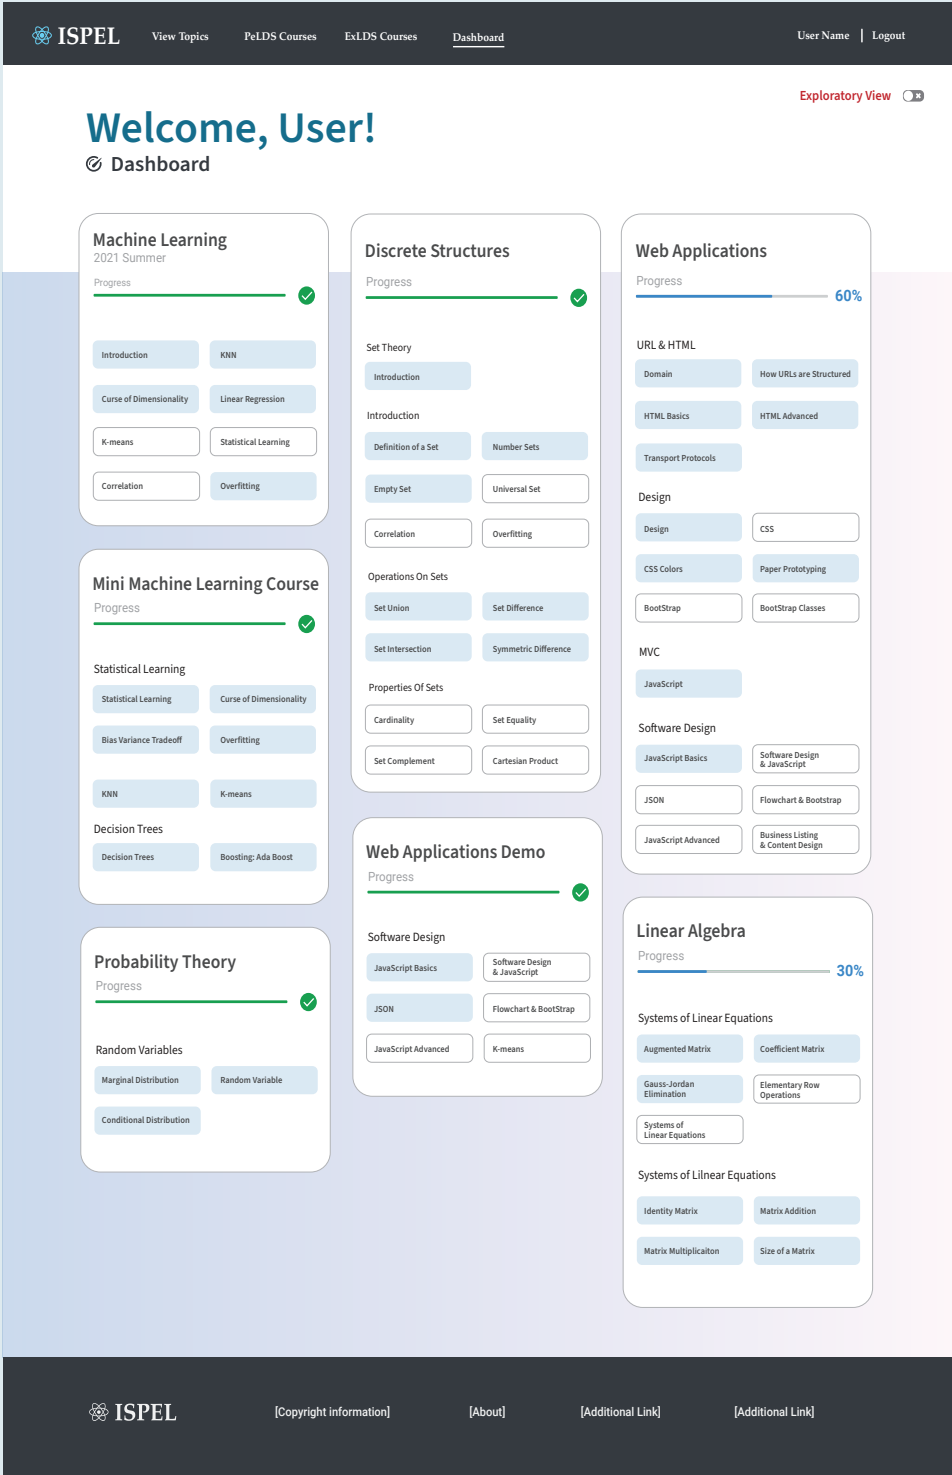 ISPEL
View Topics
PeLDS Courses
ExLDS Courses
Dashboard
User Name
Logout
Exploratory View
Welcome, User!
Dashboard
Machine Learning
2021 Summer
Progress
Introduction
KNN
Curse of Dimensionality
Linear Regression
K-means
Statistical Learning
Correlation
Overfitting
Mini Machine Learning Course
Progress
Statistical Learning
Statistical Learning
Curse of Dimensionality
Bias Variance Tradeoff
Overfitting
KNN
K-means
Decision Trees
Decision Trees
Boosting: Ada Boost
Probability Theory
Progress
Random Variables
Marginal Distribution
Random Variable
Conditional Distribution
Discrete Structures
Progress
Set Theory
Introduction
Introduction
Definition of a Set
Number Sets
Empty Set
Universal Set
Correlation
Overfitting
Operations On Sets
Set Union
Set Difference
Set Intersection
Symmetric Difference
Properties Of Sets
Cardinality
Set Equality
Set Complement
Cartesian Product
Web Applications Demo
Progress
Software Design
JavaScript Basics
Software Design
& JavaScript
JSON
Flowchart & BootStrap
JavaScript Advanced
K-means
Web Applications
Progress
60%
URL & HTML
Domain
How URLs are Structured
HTML Basics
HTML Advanced
Transport Protocols
Design
Design
CSS
CSS Colors
Paper Prototyping
BootStrap
BootStrap Classes
MVC
JavaScript
Software Design
JavaScript Basics
Software Design
& JavaScript
JSON
Flowchart & Bootstrap
JavaScript Advanced
Business Listing
& Content Design
Linear Algebra
Progress
30%
Systems of Linear Equations
Augmented Matrix
Coefficient Matrix
Gauss-Jordan
Elimination
Elementary Row
Operations
Systems of
Linear Equations
Systems of Lilnear Equations
Identity Matrix
Matrix Addition
Matrix Multiplicaiton
Size of a Matrix
ISPEL
[Copyright information]
[About]
[Additional Link]
[Additional Link]